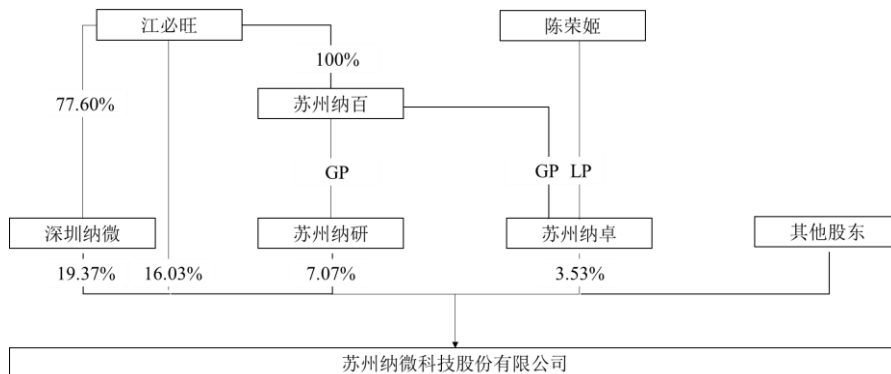 江必旺
陈荣姬
100%
77.60%
苏州纳百
GP
GP
LP
深圳纳微
苏州纳研
苏州纳卓
其他股东
19.37%
16.03%
7.07%
3.53%
苏州纳微科技股份有限公司